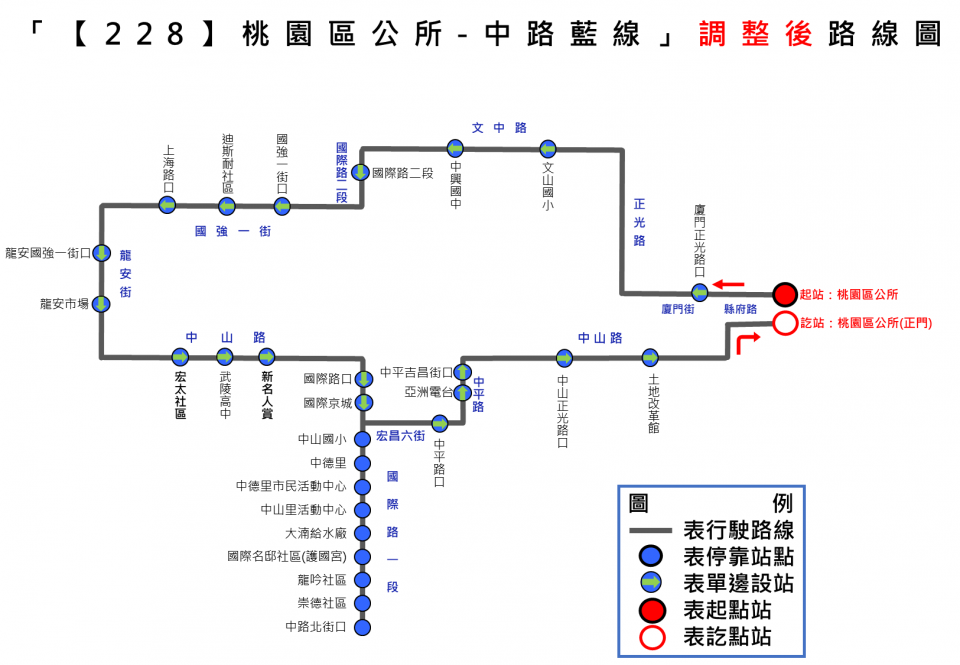 「【228】桃園區公所-中路藍線」調整後路線圖
文中路
國際路二段
國際路二段
中興國中
文山國小
正光路
廈門正光路口
廈門街
縣府路
起站：桃園區公所
訖站：桃園區公所(正門)
上海路口
迪斯耐社區
國強一街口
國強一街
龍安國強一街口
龍安街
龍安市場
中山路
宏太社區
武陵高中
新名人賞
國際路口
國際京城
中平吉昌街口
亞洲電台
中平路
中山路
中山正光路口
土地改革館
宏昌六街
中平路口
中山國小
中德里
中德里市民活動中心
中山里活動中心
大湳給水廠
國際名邸社區(護國宮)
龍吟社區
崇德社區
中路北街口
國際路一段
圖例
表行駛路線
表停靠站點
表單邊設站
表起點站
表訖點站